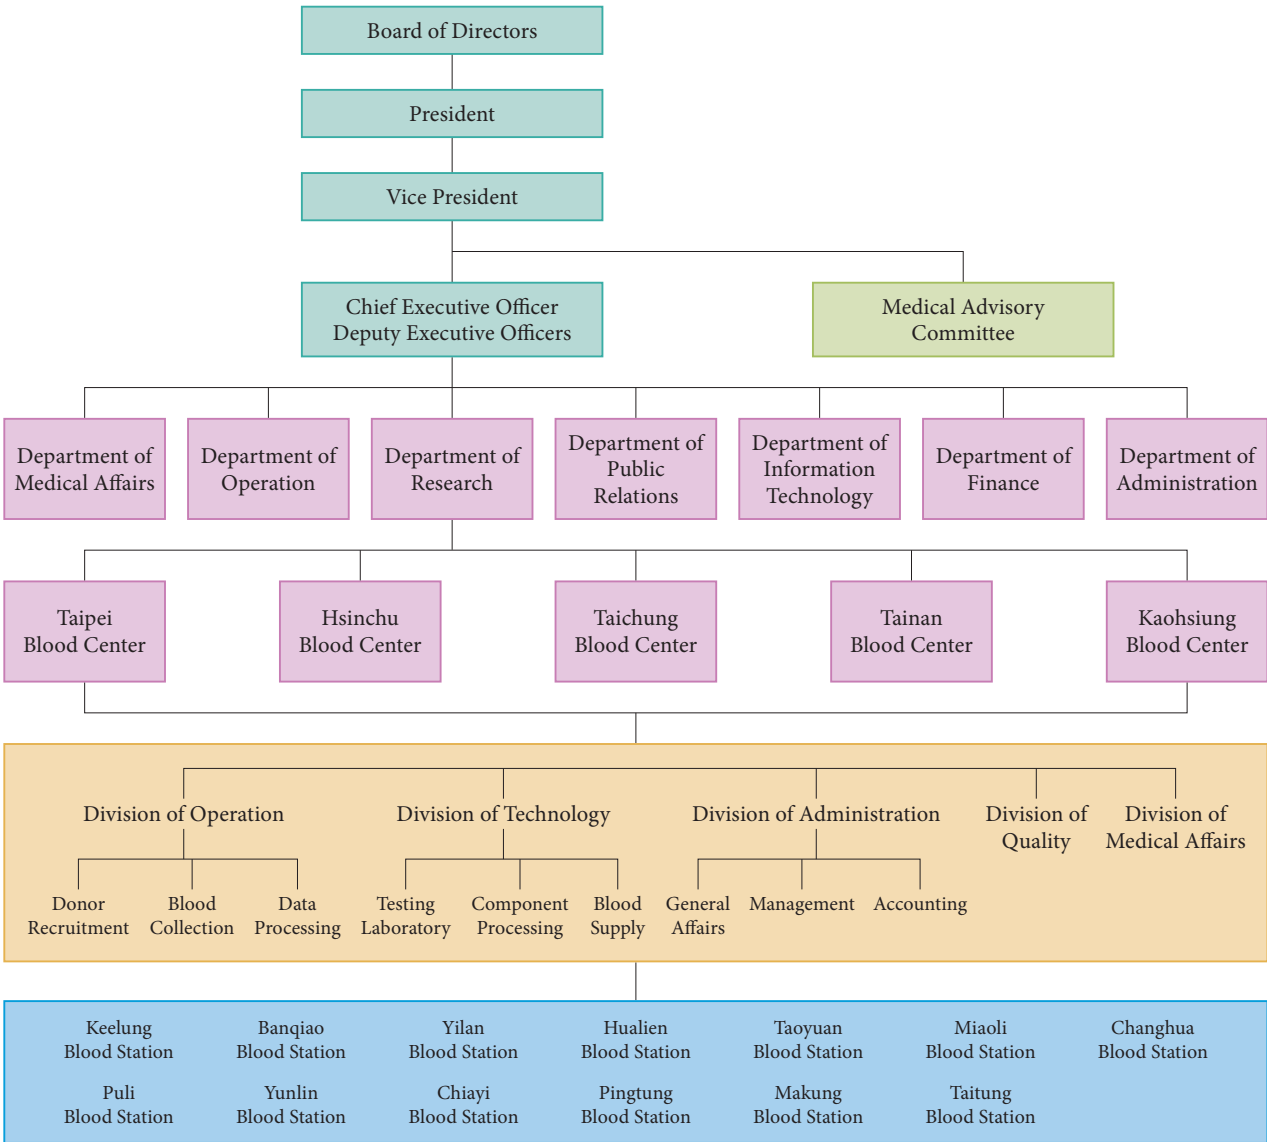 Board of Directors
President
Vice President
Chief Executive Officer
Deputy Executive Officers
Medical Advisory
Committee
Department of
Medical Affairs
Department of
Operation
Department of
Research
Department of
Public
Relations
Department of
Information
Technology
Department of
Finance
Department of
Administration
Taipei
Blood Center
Hsinchu
Blood Center
Taichung
Blood Center
Tainan
Blood Center
Kaohsiung
Blood Center
Division of Operation
Division of Technology
Division of Administration
Division of
Quality
Division of
Medical Affairs
Donor
Recruitment
Blood
Collection
Data
Processing
Testing
Laboratory
Component
Processing
Blood
Supply
General
Affairs
Management
Accounting
Keelung
Blood Station
Banqiao
Blood Station
Yilan
Blood Station
Hualien
Blood Station
Taoyuan
Blood Station
Miaoli
Blood Station
Changhua
Blood Station
Puli
Blood Station
Yunlin
Blood Station
Chiayi
Blood Station
Pingtung
Blood Station
Makung
Blood Station
Taitung
Blood Station